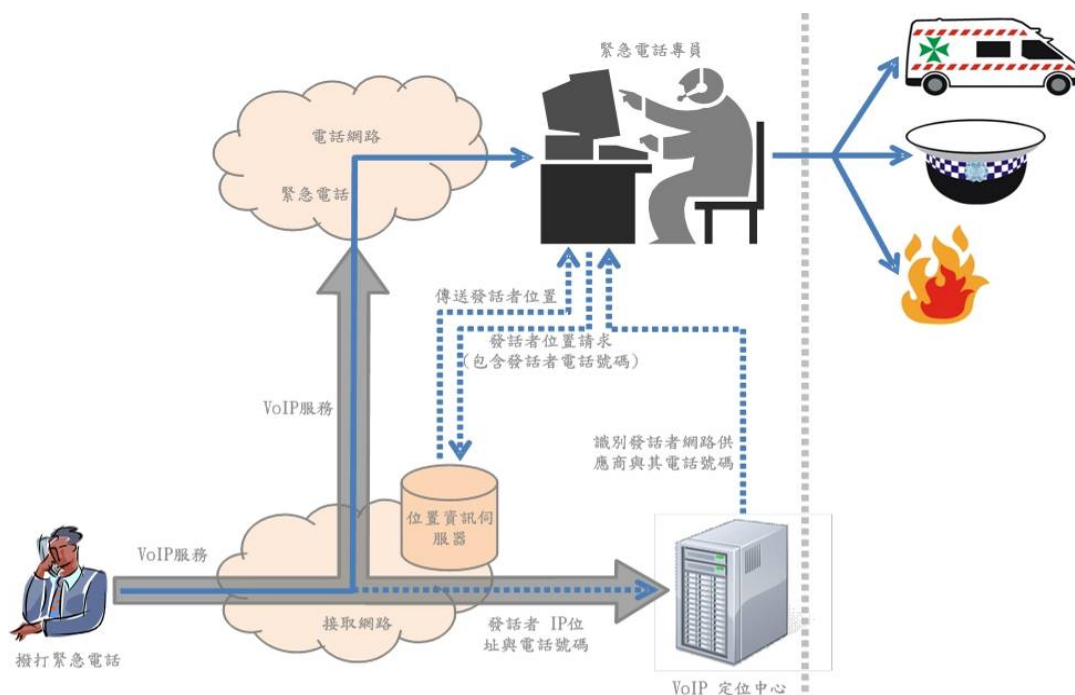 緊急電話專員
電話網路
緊急電話
傳送發話者位置
發話者位置請求
(包含發話者電話號碼)
VoIP服務
識別發話者網路供
應商與其電話號碼
位置資訊伺
服器
VoIP服務
接取網路
發話者 IP位
址與電話號碼
撥打緊急電話
VoIP 定位中心